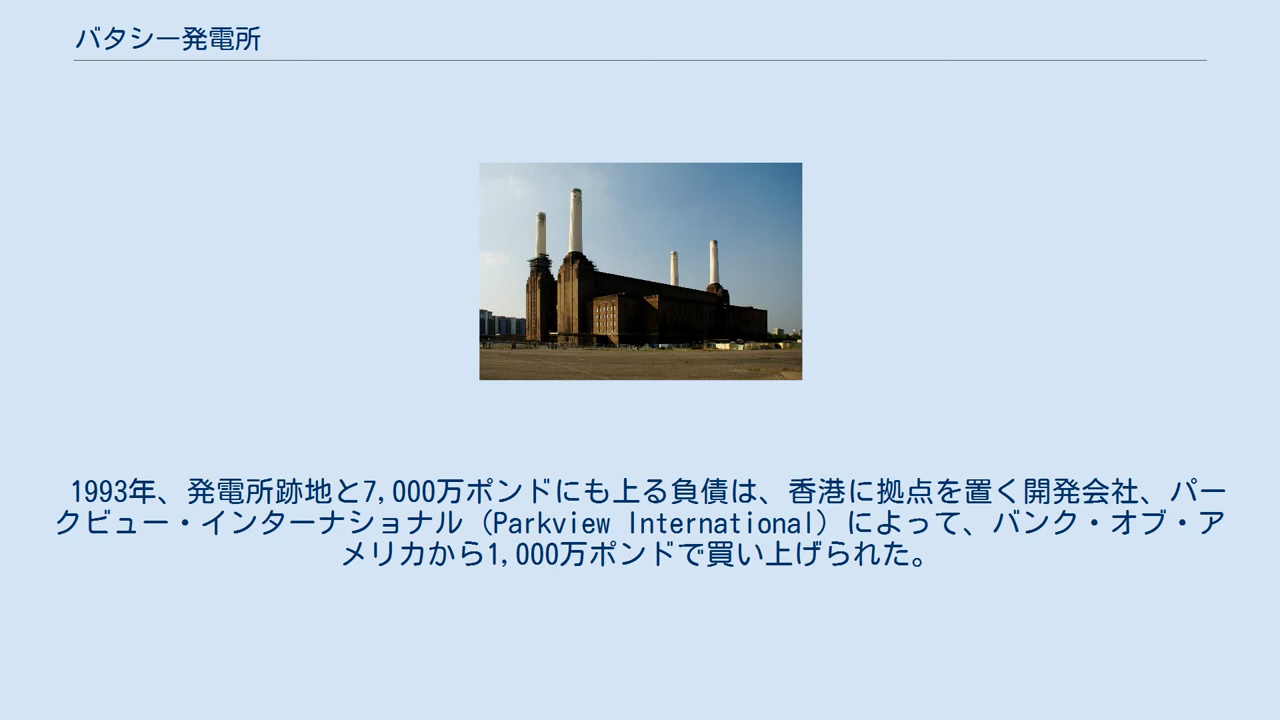 バタシー発電所
1993年、発電所跡地と7,000万ポンドにも上る負債は、香港に拠点を置く開発会社、パー
クビュー・インターナショナル（Parkview International）によって、バンク・オブ・ア
メリカから1,000万ポンドで買い上げられた。